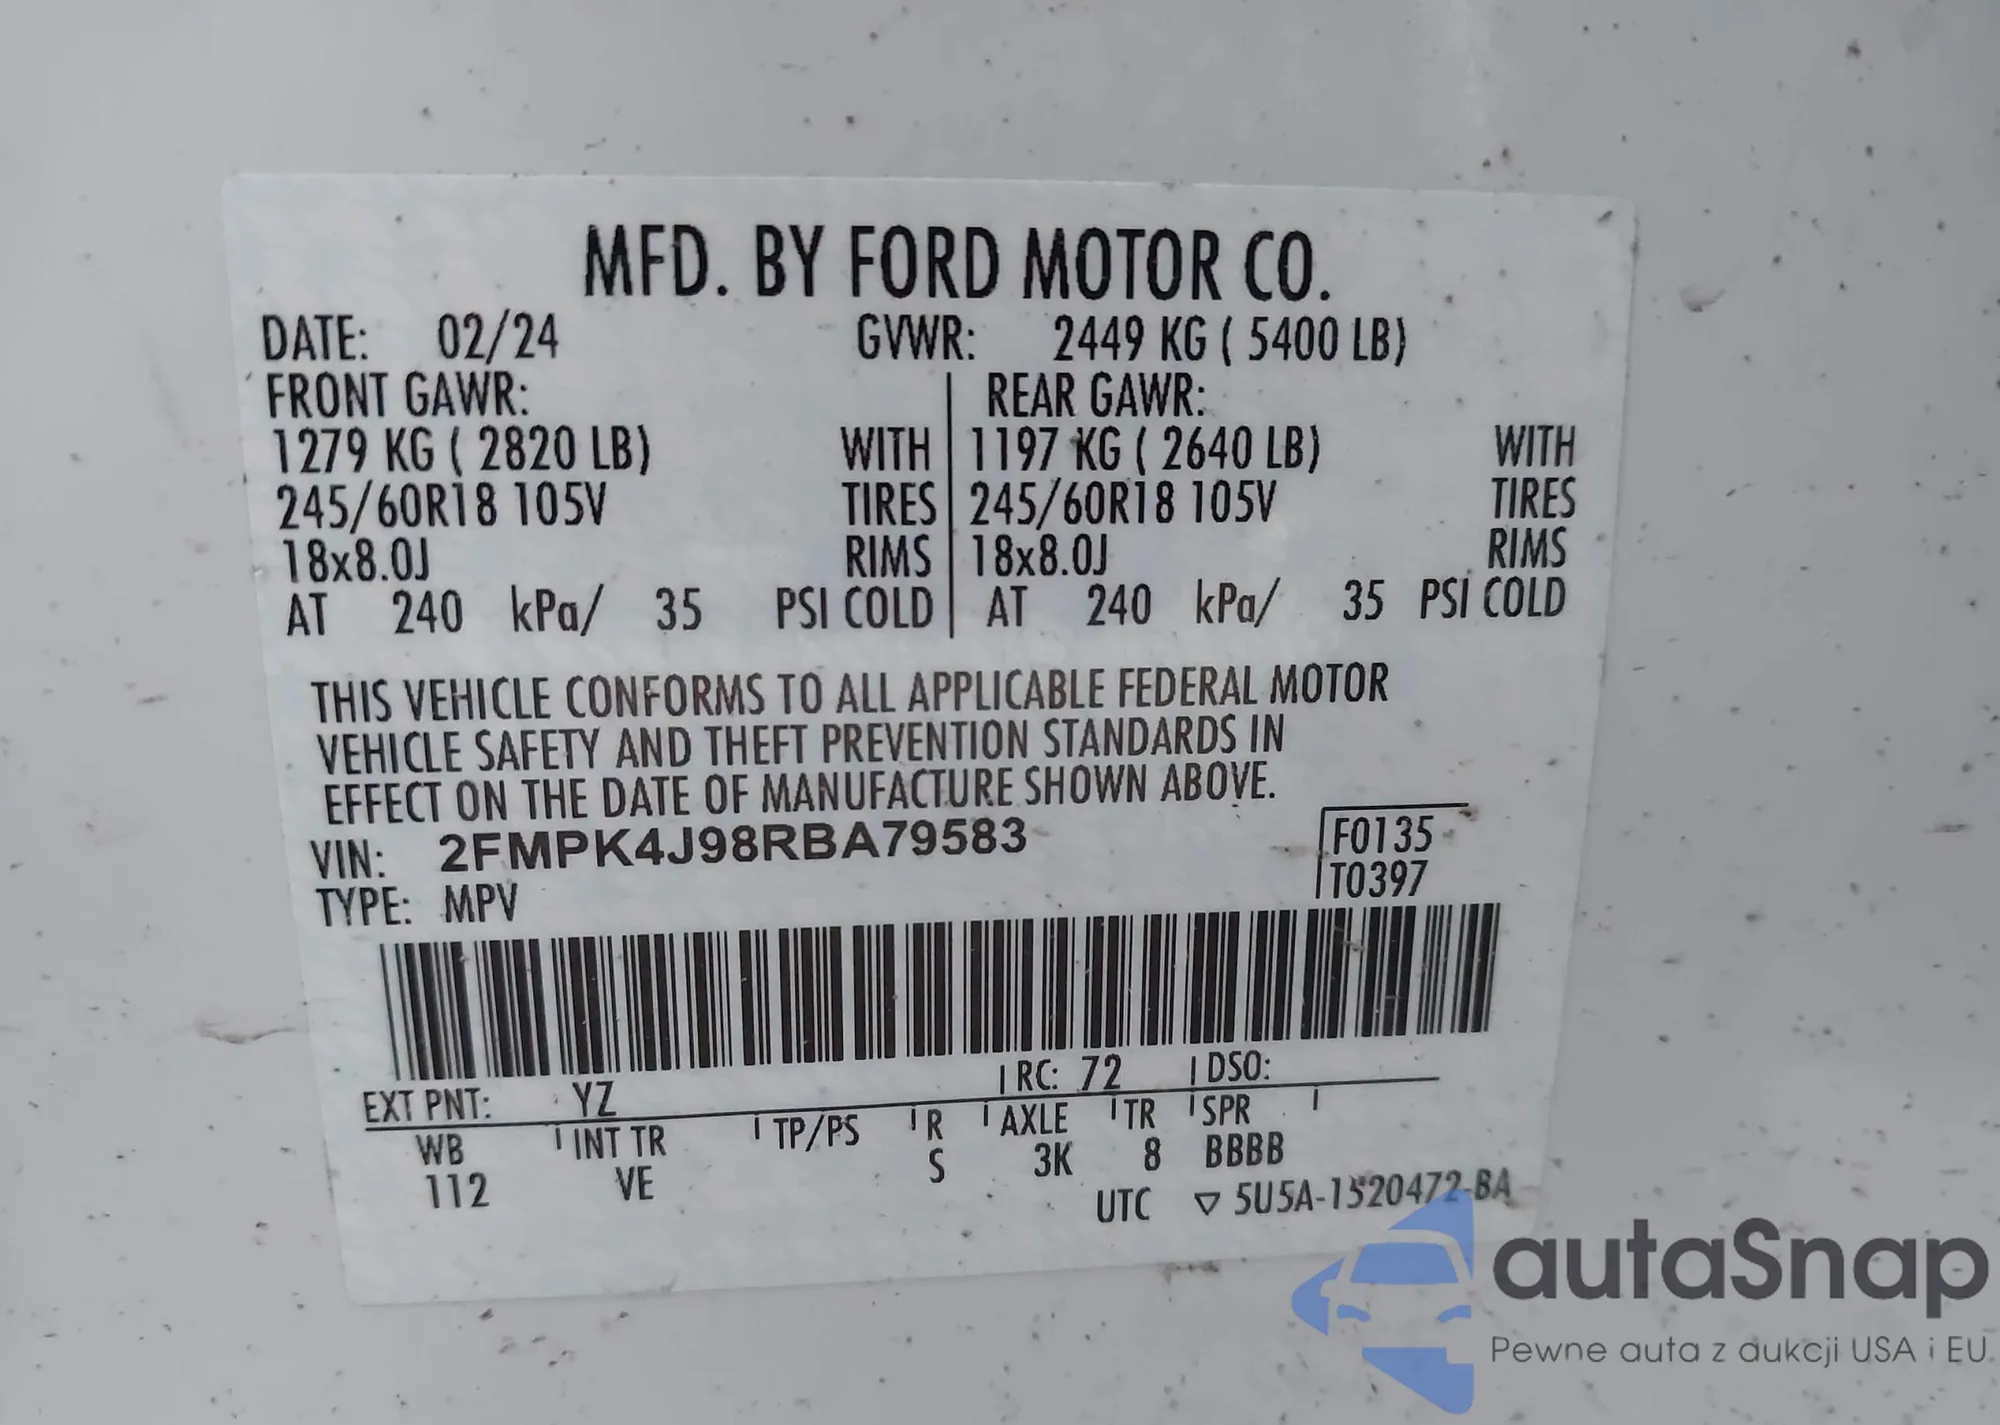 MFD. BY FORD MOTOR CO.
DATE: 02/24 GVWR: 2449 KG ( 5400 LB)
FRONT GAWR: REAR GAWR:
1279 KG ( 2820 LB) WITH 1197 KG ( 2640 LB) WITH
245/60R18 105V TIRES 245/60R18 105V TIRES
18x8.0J RIMS 18x8.0J RIMS
AT 240 kPa/ 35 PSI COLD AT 240 kPa/ 35 PSI COLD
THIS VEHICLE CONFORMS TO ALL APPLICABLE FEDERAL MOTOR
VEHICLE SAFETY AND THEFT PREVENTION STANDARDS IN
EFFECT ON THE DATE OF MANUFACTURE SHOWN ABOVE.
VIN: 2FMPK4J98RBA79583 F0135
TYPE: MPV T0397
EXT PNT: YZ RC: 72 DSO:
WB INT TR TP/PS R AXLE TR SPR
112 VE S 3K 8 BBBB
UTC ▽ 5U5A-1520472-BA
autaSnap
Pewne auta z aukcji USA i EU